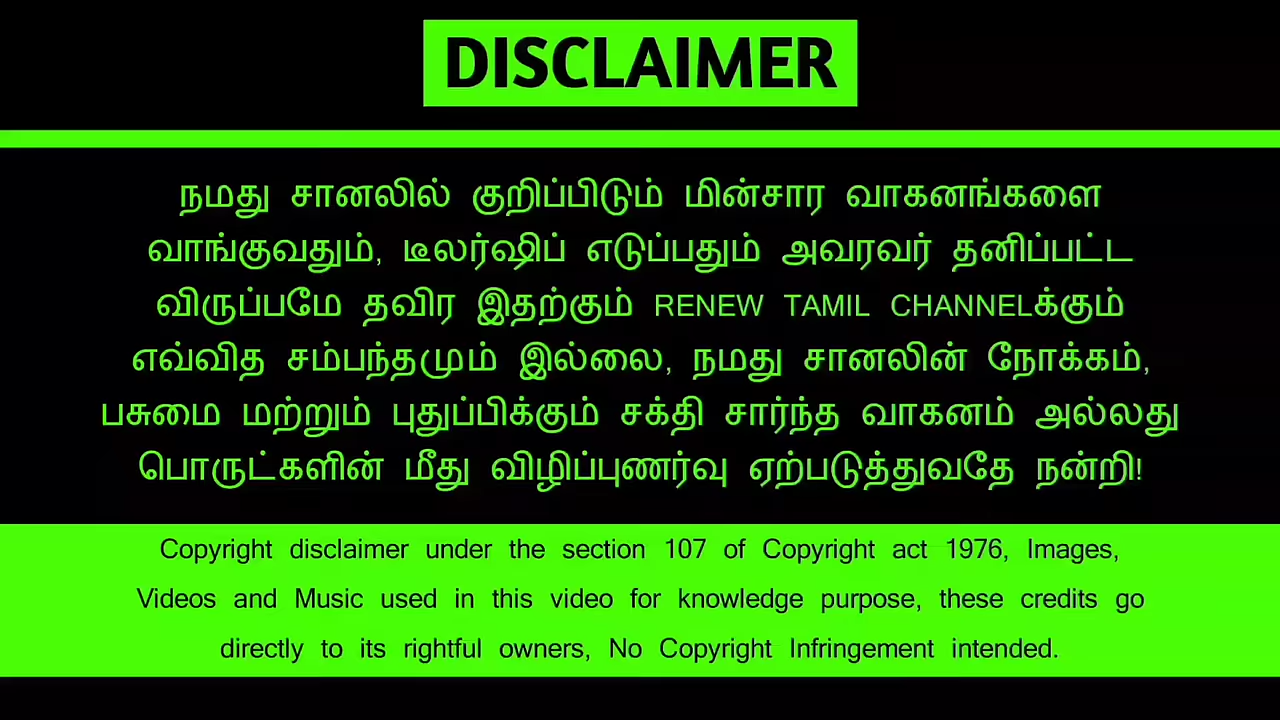 DISCLAIMER
நமது சானலில் குறிப்பிடும் மின்சார வாகனங்களை
வாங்குவதும், டீலர்ஷிப் எடுப்பதும் அவரவர் தனிப்பட்ட
விருப்பமே தவிர இதற்கும் RENEW TAMIL CHANNELக்கும்
எவ்வித சம்பந்தமும் இல்லை, நமது சானலின் நோக்கம்,
பசுமை மற்றும் புதுப்பிக்கும் சக்தி சார்ந்த வாகனம் அல்லது
பொருட்களின் மீது விழிப்புணர்வு ஏற்படுத்துவதே நன்றி!
Copyright disclaimer under the section 107 of Copyright act 1976, Images,
Videos and Music used in this video for knowledge purpose, these credits go
directly to its rightful owners, No Copyright Infringement intended.